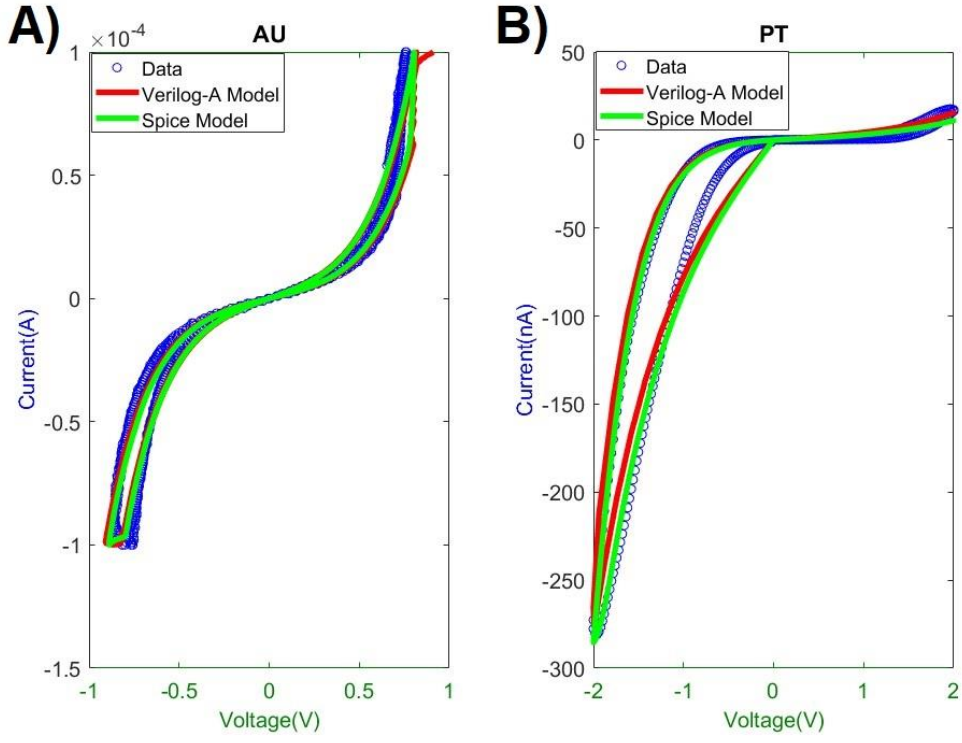 A)
AU
×10⁻⁴
Data
Verilog-A Model
Spice Model
1
0.5
0
-0.5
-1
-1.5
Current(A)
-1
-0.5
0
0.5
1
Voltage(V)
B)
PT
Data
Verilog-A Model
Spice Model
50
0
-50
-100
-150
-200
-250
-300
Current(nA)
-2
-1
0
1
2
Voltage(V)